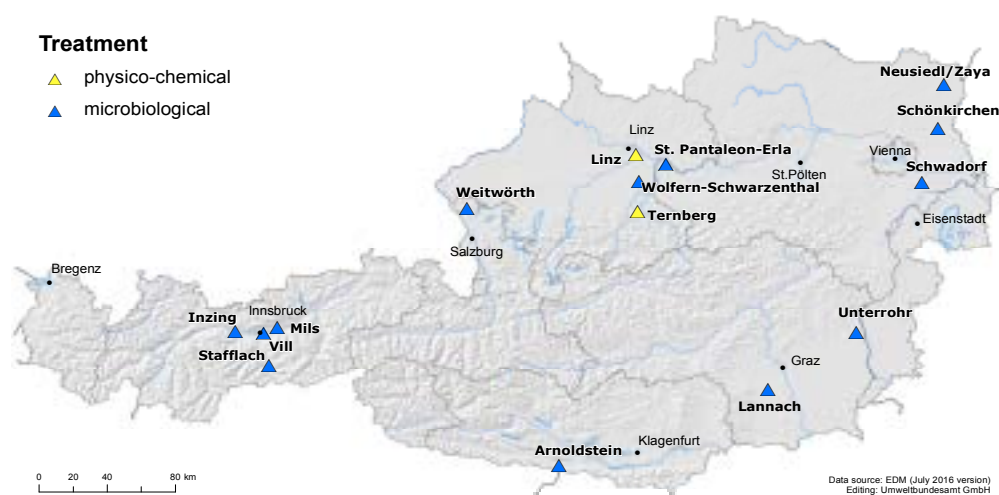 Treatment
physico-chemical
microbiological
Neusiedl/Zaya
Schönkirchen
Linz
Linz
St. Pantaleon-Erla
Vienna
St.Pölten
Schwadorf
Wolfern-Schwarzenthal
Weitwörth
Ternberg
Eisenstadt
Salzburg
Bregenz
Inzing
Innsbruck
Mils
Vill
Stafflach
Unterrohr
Graz
Lannach
Arnoldstein
Klagenfurt
0 20 40 80 km
Data source: EDM (July 2016 version)
Editing: Umweltbundesamt GmbH